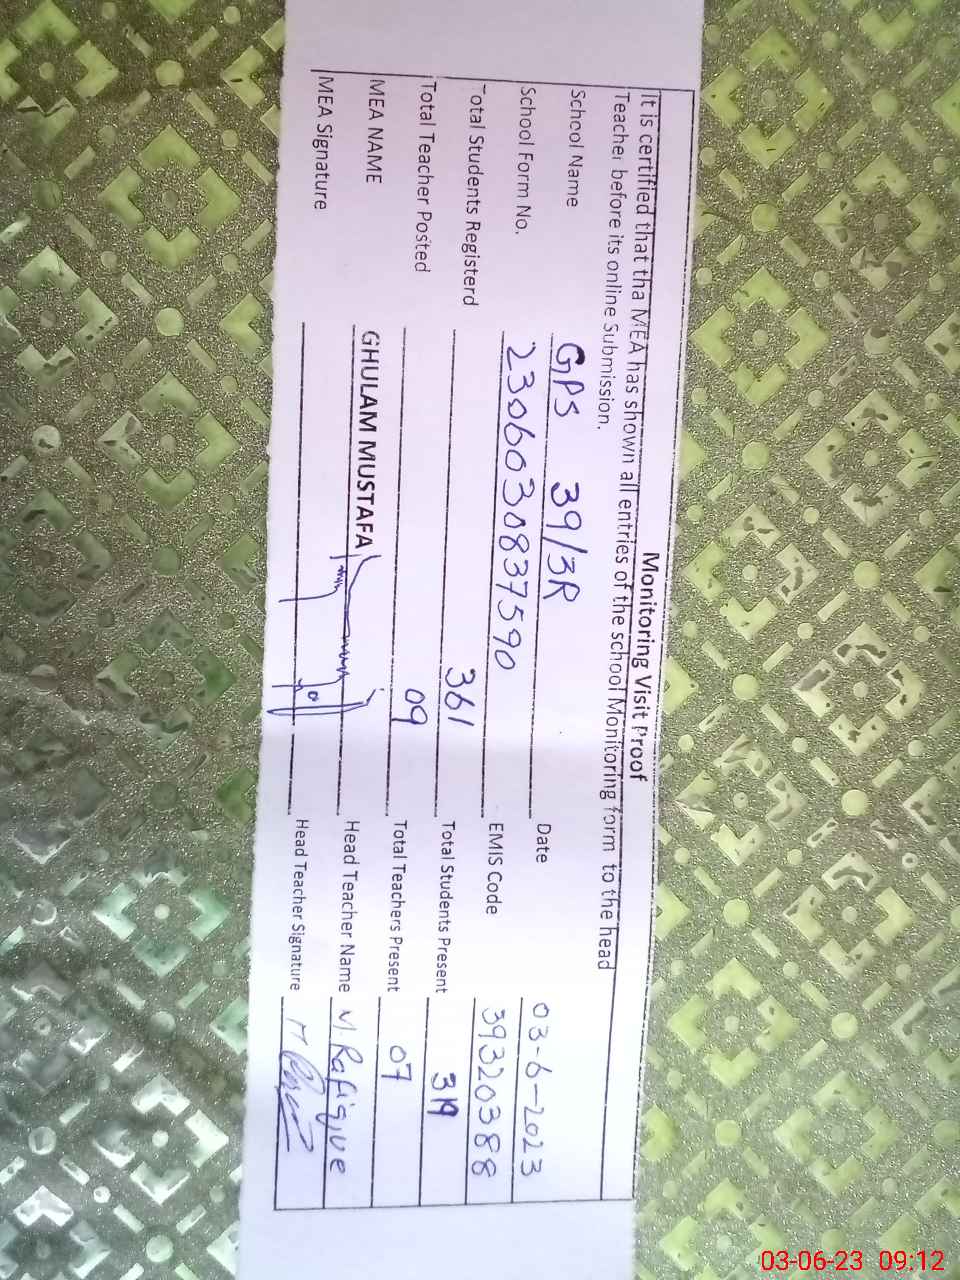 Monitoring Visit Proof
It is certified that tha MEA has shown all entries of the school Monitoring form to the head
Teacher before its online Submission.
School Name GPS 39/3R Date 03-6-2023
School Form No. 2306030837590 EMIS Code 39320388
Total Students Registerd 361 Total Students Present 319
Total Teacher Posted 09 Total Teachers Present 07
MEA NAME GHULAM MUSTAFA Head Teacher Name M Rafique
MEA Signature Head Teacher Signature
03-06-23 09:12